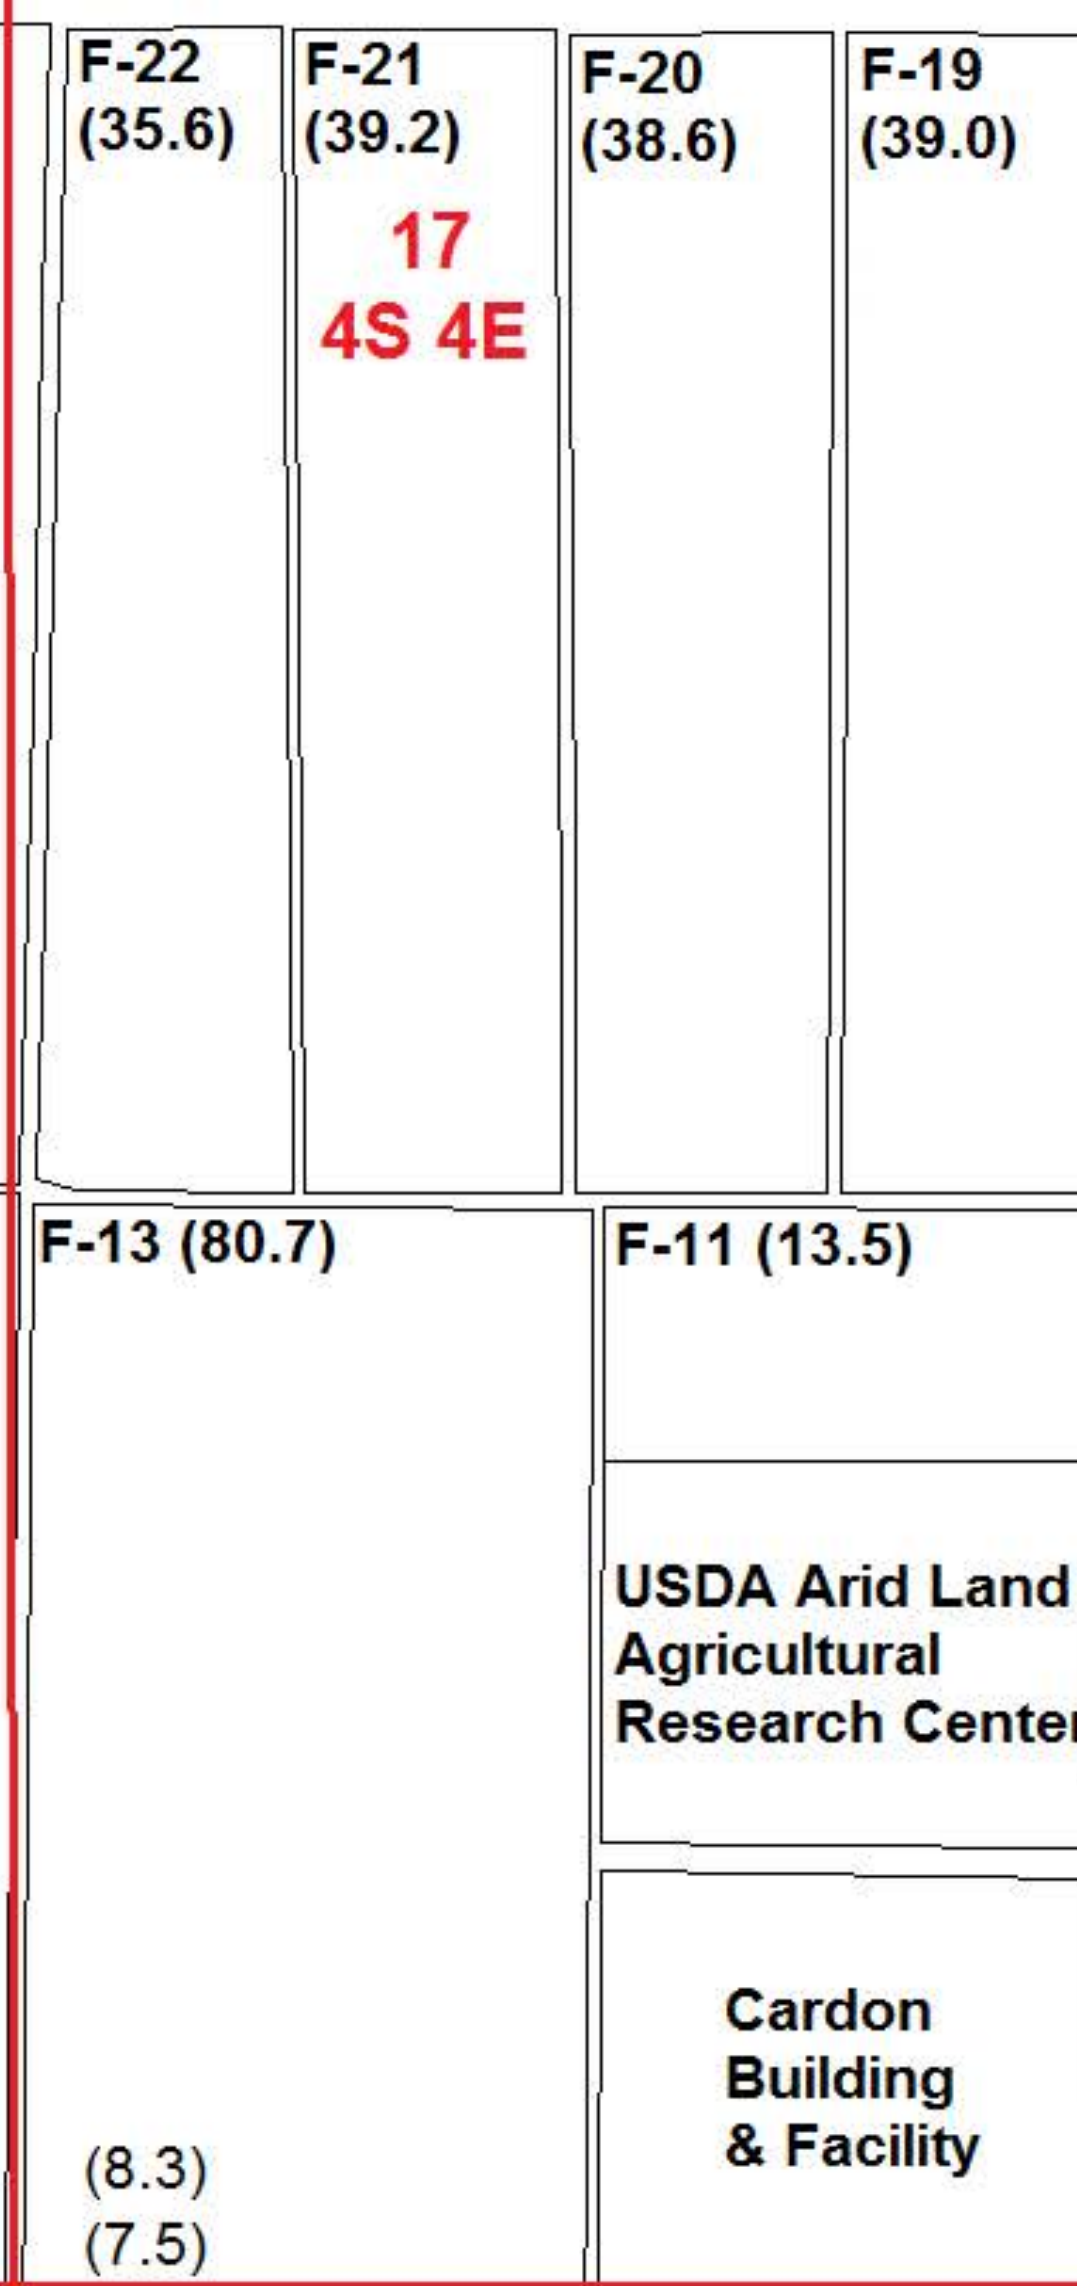 F-22
(35.6)
F-21
(39.2)
17
4S 4E
F-20
(38.6)
F-19
(39.0)
F-13 (80.7)
(8.3)
(7.5)
F-11 (13.5)
USDA Arid Land
Agricultural
Research Center
Cardon
Building
& Facility